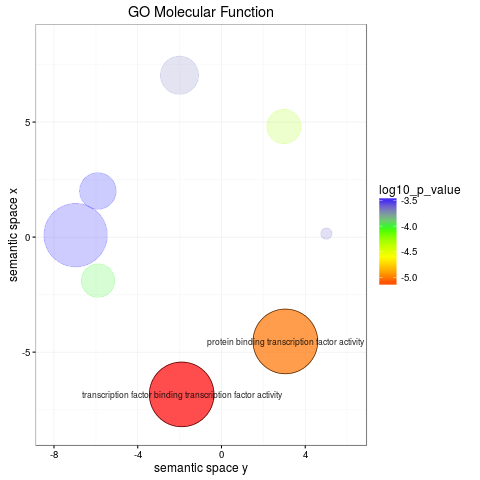 GO Molecular Function
semantic space x
5
0
-5
protein binding transcription factor activity
transcription factor binding transcription factor activity
-8
-4
0
4
semantic space y
log10_p_value
-3.5
-4.0
-4.5
-5.0